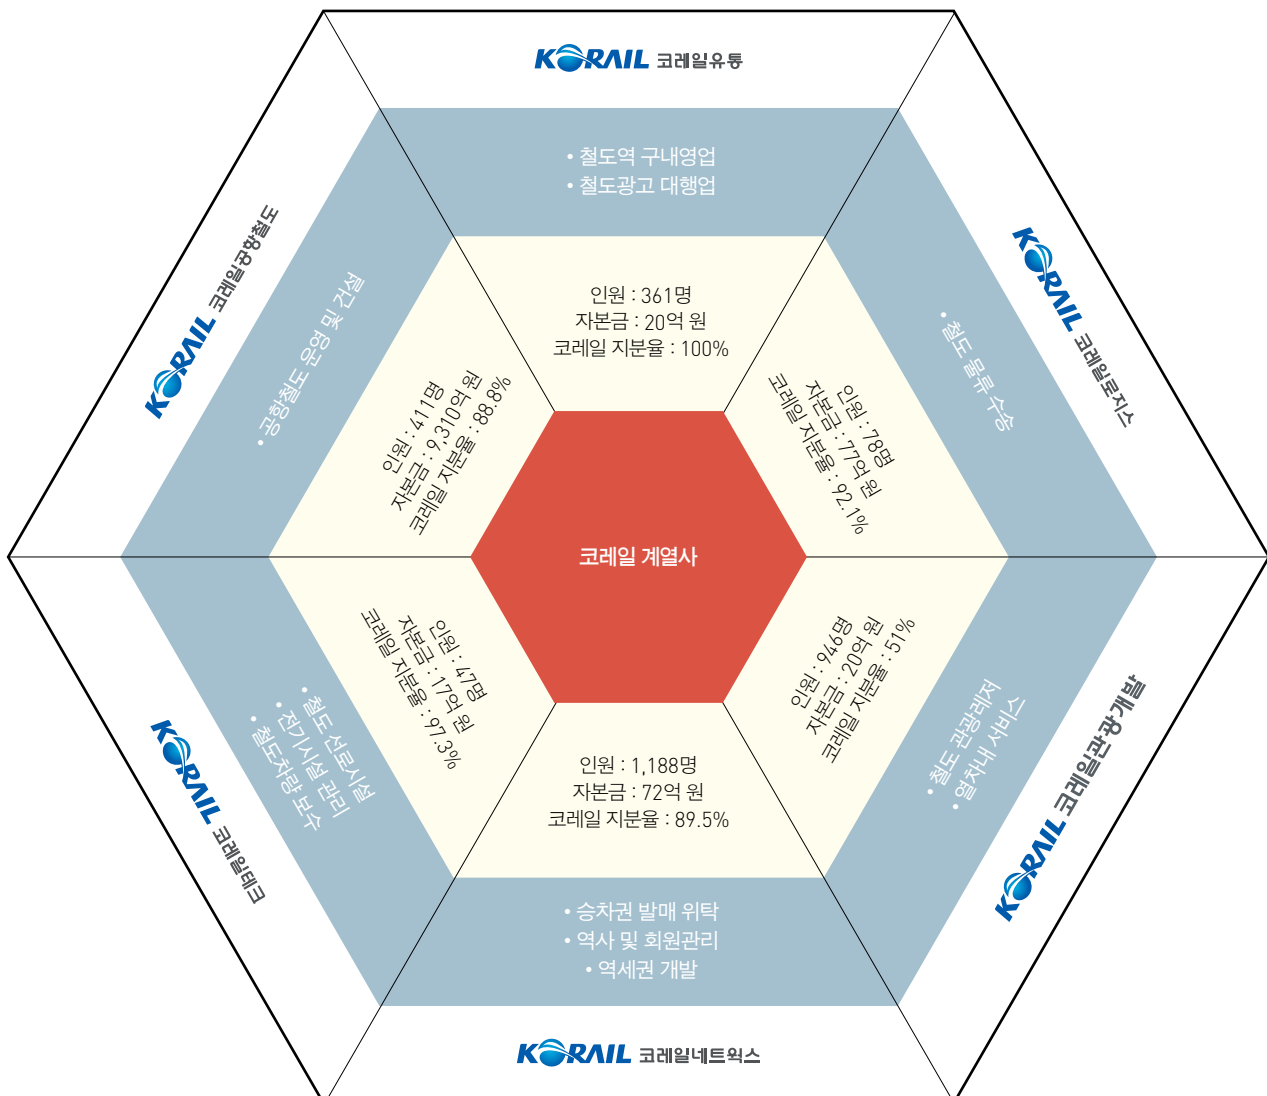 KORAIL 코레일유통
• 철도역 구내영업
• 철도광고 대행업
인원 : 361명
자본금 : 20억 원
코레일 지분율 : 100%
KORAIL 코레일로지스
• 철도 물류 수송
인원 : 78명
자본금 : 77억 원
코레일 지분율 : 92.1%
KORAIL 코레일관광개발
• 철도 관광레저
• 열차내 서비스
인원 : 946명
자본금 : 20억 원
코레일 지분율 : 51%
KORAIL 코레일네트웍스
• 승차권 발매 위탁
• 역사 및 회원관리
• 역세권 개발
인원 : 1,188명
자본금 : 72억 원
코레일 지분율 : 89.5%
KORAIL 코레일테크
• 철도 선로시설
• 전기시설 관리
• 철도차량 보수
인원 : 47명
자본금 : 17억 원
코레일 지분율 : 97.3%
KORAIL 코레일공항철도
• 공항철도 운영 및 건설
인원 : 411명
자본금 : 9,310억 원
코레일 지분율 : 88.8%
코레일 계열사